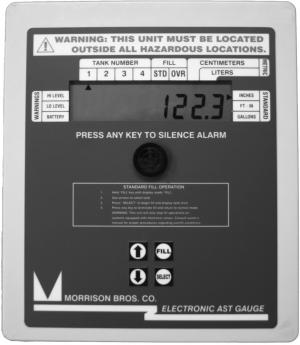 WARNING: THIS UNIT MUST BE LOCATED
OUTSIDE ALL HAZARDOUS LOCATIONS.
TANK NUMBER FILL CENTIMETERS
1 2 3 4 STD OVR LITERS
METRIC
WARNINGS
HI LEVEL
LO LEVEL
BATTERY
122.3
INCHES
FT - IN
GALLONS
STANDARD
PRESS ANY KEY TO SILENCE ALARM
STANDARD FILL OPERATION
FILL
SELECT
MORRISON BROS. CO.
ELECTRONIC AST GAUGE